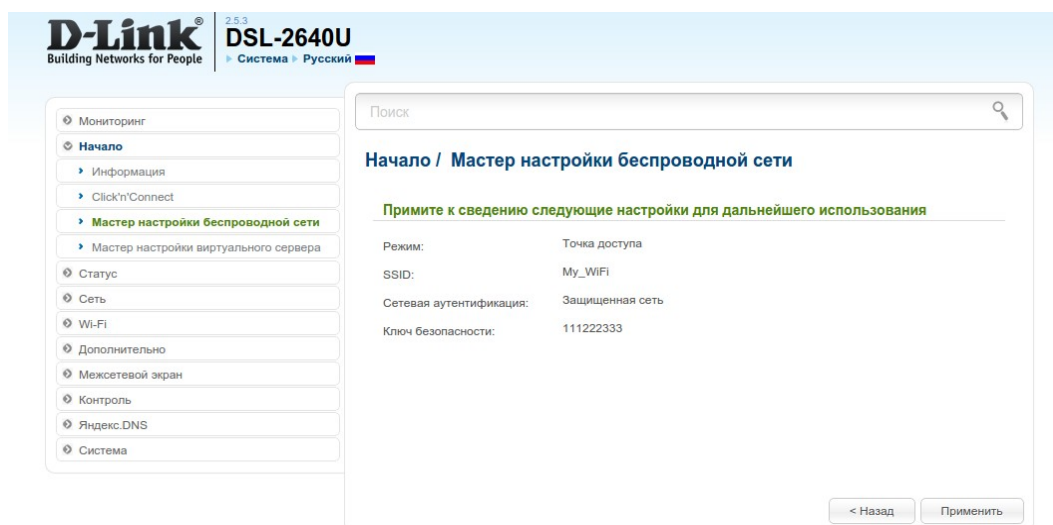 D-Link®
Building Networks for People
2.5.3
DSL-2640U
Система Русский
Мониторинг
Начало
Информация
Click'n'Connect
Мастер настройки беспроводной сети
Мастер настройки виртуального сервера
Статус
Сеть
Wi-Fi
Дополнительно
Межсетевой экран
Контроль
Яндекс.DNS
Система
Поиск
Начало / Мастер настройки беспроводной сети
Примите к сведению следующие настройки для дальнейшего использования
Режим: Точка доступа
SSID: My_WiFi
Сетевая аутентификация: Защищенная сеть
Ключ безопасности: 111222333
< Назад Применить